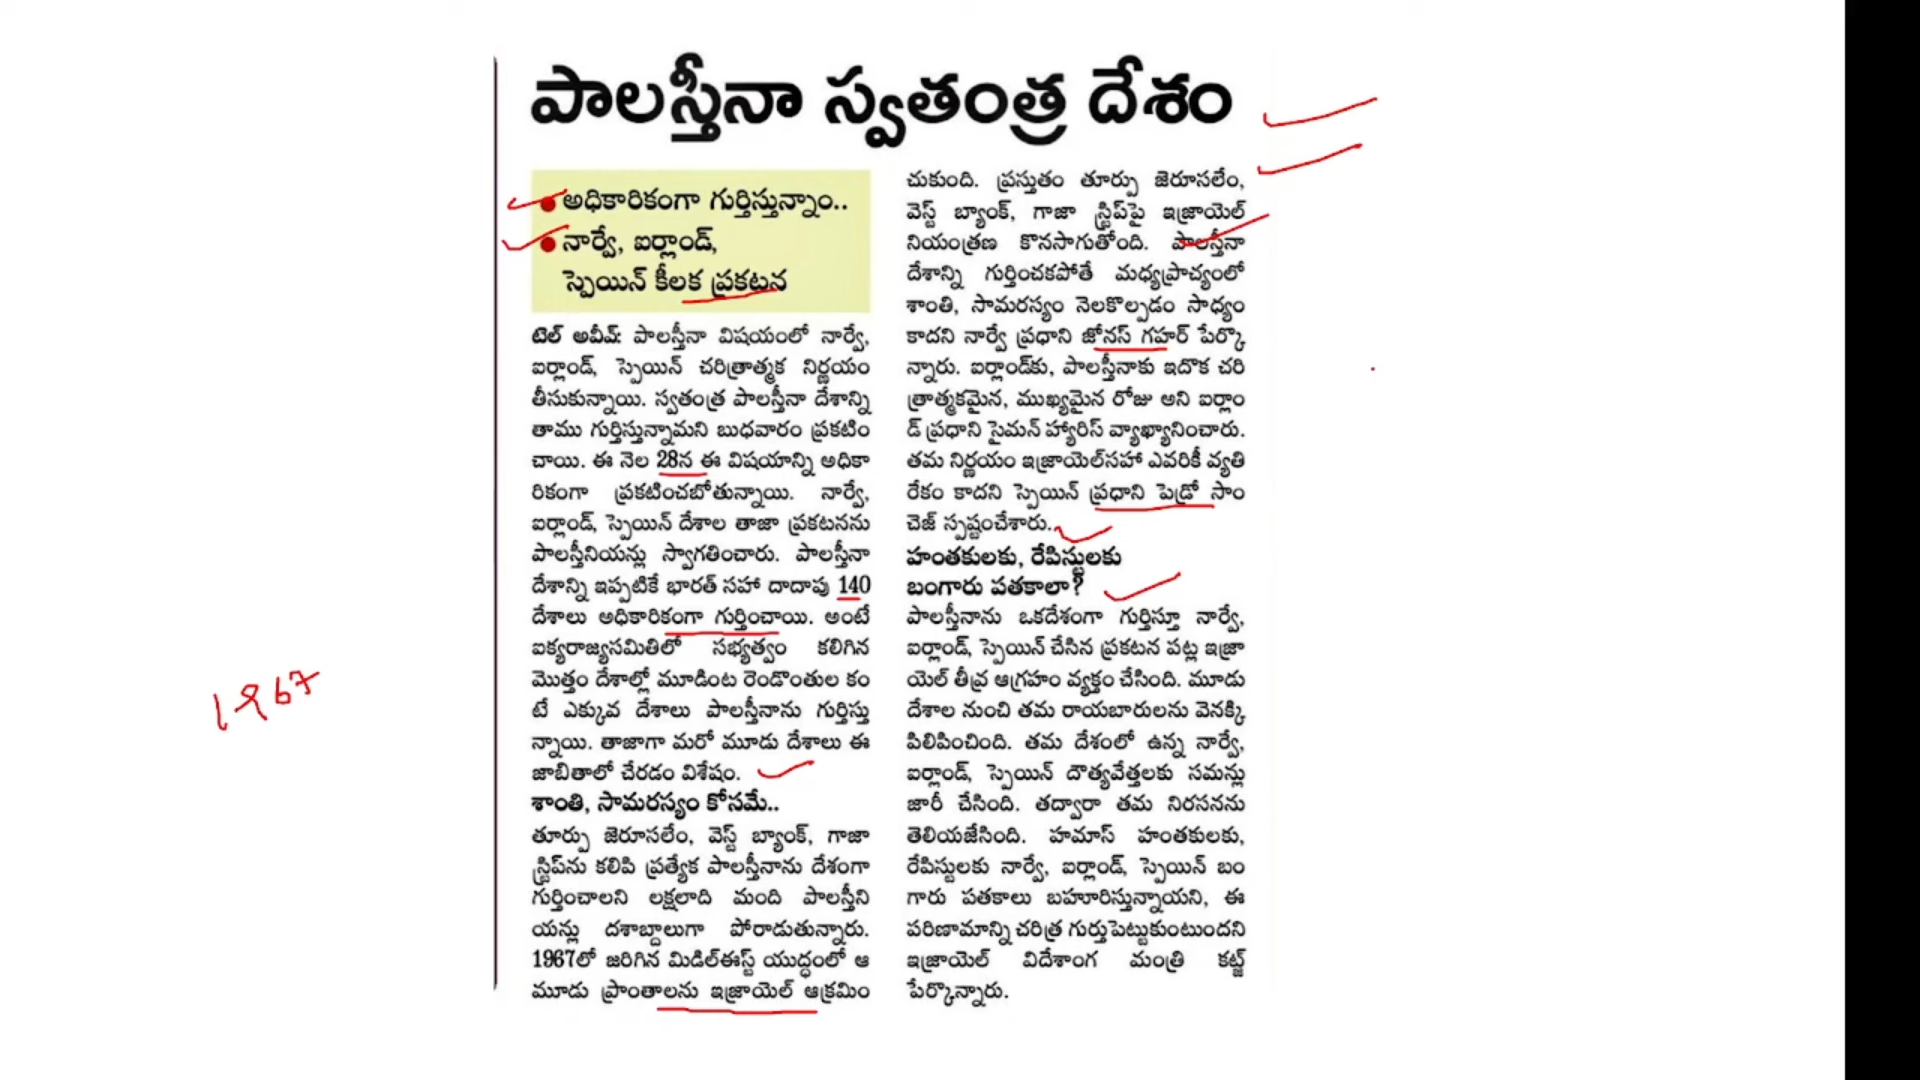 పాలస్తీనా స్వతంత్ర దేశం
● అధికారికంగా గుర్తిస్తున్నాం..
● నార్వే, ఐర్లాండ్,
స్పెయిన్ కీలక ప్రకటన
టెల్ అవీవ్: పాలస్తీనా విషయంలో నార్వే,
ఐర్లాండ్, స్పెయిన్ చరిత్రాత్మక నిర్ణయం
తీసుకున్నాయి. స్వతంత్ర పాలస్తీనా దేశాన్ని
తాము గుర్తిస్తున్నామని బుధవారం ప్రకటిం
చాయి. ఈ నెల 28న ఈ విషయాన్ని అధికా
రికంగా ప్రకటించబోతున్నాయి. నార్వే,
ఐర్లాండ్, స్పెయిన్ దేశాల తాజా ప్రకటనను
పాలస్తీనియన్లు స్వాగతించారు. పాలస్తీనా
దేశాన్ని ఇప్పటికే భారత్ సహా దాదాపు 140
దేశాలు అధికారికంగా గుర్తించాయి. అంటే
ఐక్యరాజ్యసమితిలో సభ్యత్వం కలిగిన
మొత్తం దేశాల్లో మూడింట రెండొంతుల కం
టే ఎక్కువ దేశాలు పాలస్తీనాను గుర్తిస్తు
న్నాయి. తాజాగా మరో మూడు దేశాలు ఈ
జాబితాలో చేరడం విశేషం.
శాంతి, సామరస్యం కోసమే..
తూర్పు జెరూసలేం, వెస్ట్ బ్యాంక్, గాజా
స్ట్రిప్‌ను కలిపి ప్రత్యేక పాలస్తీనాను దేశంగా
గుర్తించాలని లక్షలాది మంది పాలస్తీని
యన్లు దశాబ్దాలుగా పోరాడుతున్నారు.
1967లో జరిగిన మిడిల్‌ఈస్ట్ యుద్ధంలో ఆ
మూడు ప్రాంతాలను ఇజ్రాయెల్ ఆక్రమిం
చుకుంది. ప్రస్తుతం తూర్పు జెరూసలేం,
వెస్ట్ బ్యాంక్, గాజా స్ట్రిప్‌పై ఇజ్రాయెల్
నియంత్రణ కొనసాగుతోంది. పాలస్తీనా
దేశాన్ని గుర్తించకపోతే మధ్యప్రాచ్యంలో
శాంతి, సామరస్యం నెలకొల్పడం సాధ్యం
కాదని నార్వే ప్రధాని జోనస్ గహర్ పేర్కొ
న్నారు. ఐర్లాండ్‌కు, పాలస్తీనాకు ఇదొక చరి
త్రాత్మకమైన, ముఖ్యమైన రోజు అని ఐర్లాం
డ్ ప్రధాని సైమన్ హ్యారిస్ వ్యాఖ్యానించారు.
తమ నిర్ణయం ఇజ్రాయెల్‌సహా ఎవరికీ వ్యతి
రేకం కాదని స్పెయిన్ ప్రధాని పెడ్రో సాం
చెజ్ స్పష్టంచేశారు.
హంతకులకు, రేపిస్టులకు
బంగారు పతకాలా?
పాలస్తీనాను ఒకదేశంగా గుర్తిస్తూ నార్వే,
ఐర్లాండ్, స్పెయిన్ చేసిన ప్రకటన పట్ల ఇజ్రా
యెల్ తీవ్ర ఆగ్రహం వ్యక్తం చేసింది. మూడు
దేశాల నుంచి తమ రాయబారులను వెనక్కి
పిలిపించింది. తమ దేశంలో ఉన్న నార్వే,
ఐర్లాండ్, స్పెయిన్ దౌత్యవేత్తలకు సమన్లు
జారీ చేసింది. తద్వారా తమ నిరసనను
తెలియజేసింది. హమాస్ హంతకులకు,
రేపిస్టులకు నార్వే, ఐర్లాండ్, స్పెయిన్ బం
గారు పతకాలు బహూరిస్తున్నాయని, ఈ
పరిణామాన్ని చరిత్ర గుర్తుపెట్టుకుంటుందని
ఇజ్రాయెల్ విదేశాంగ మంత్రి కట్జ్
పేర్కొన్నారు.
1967